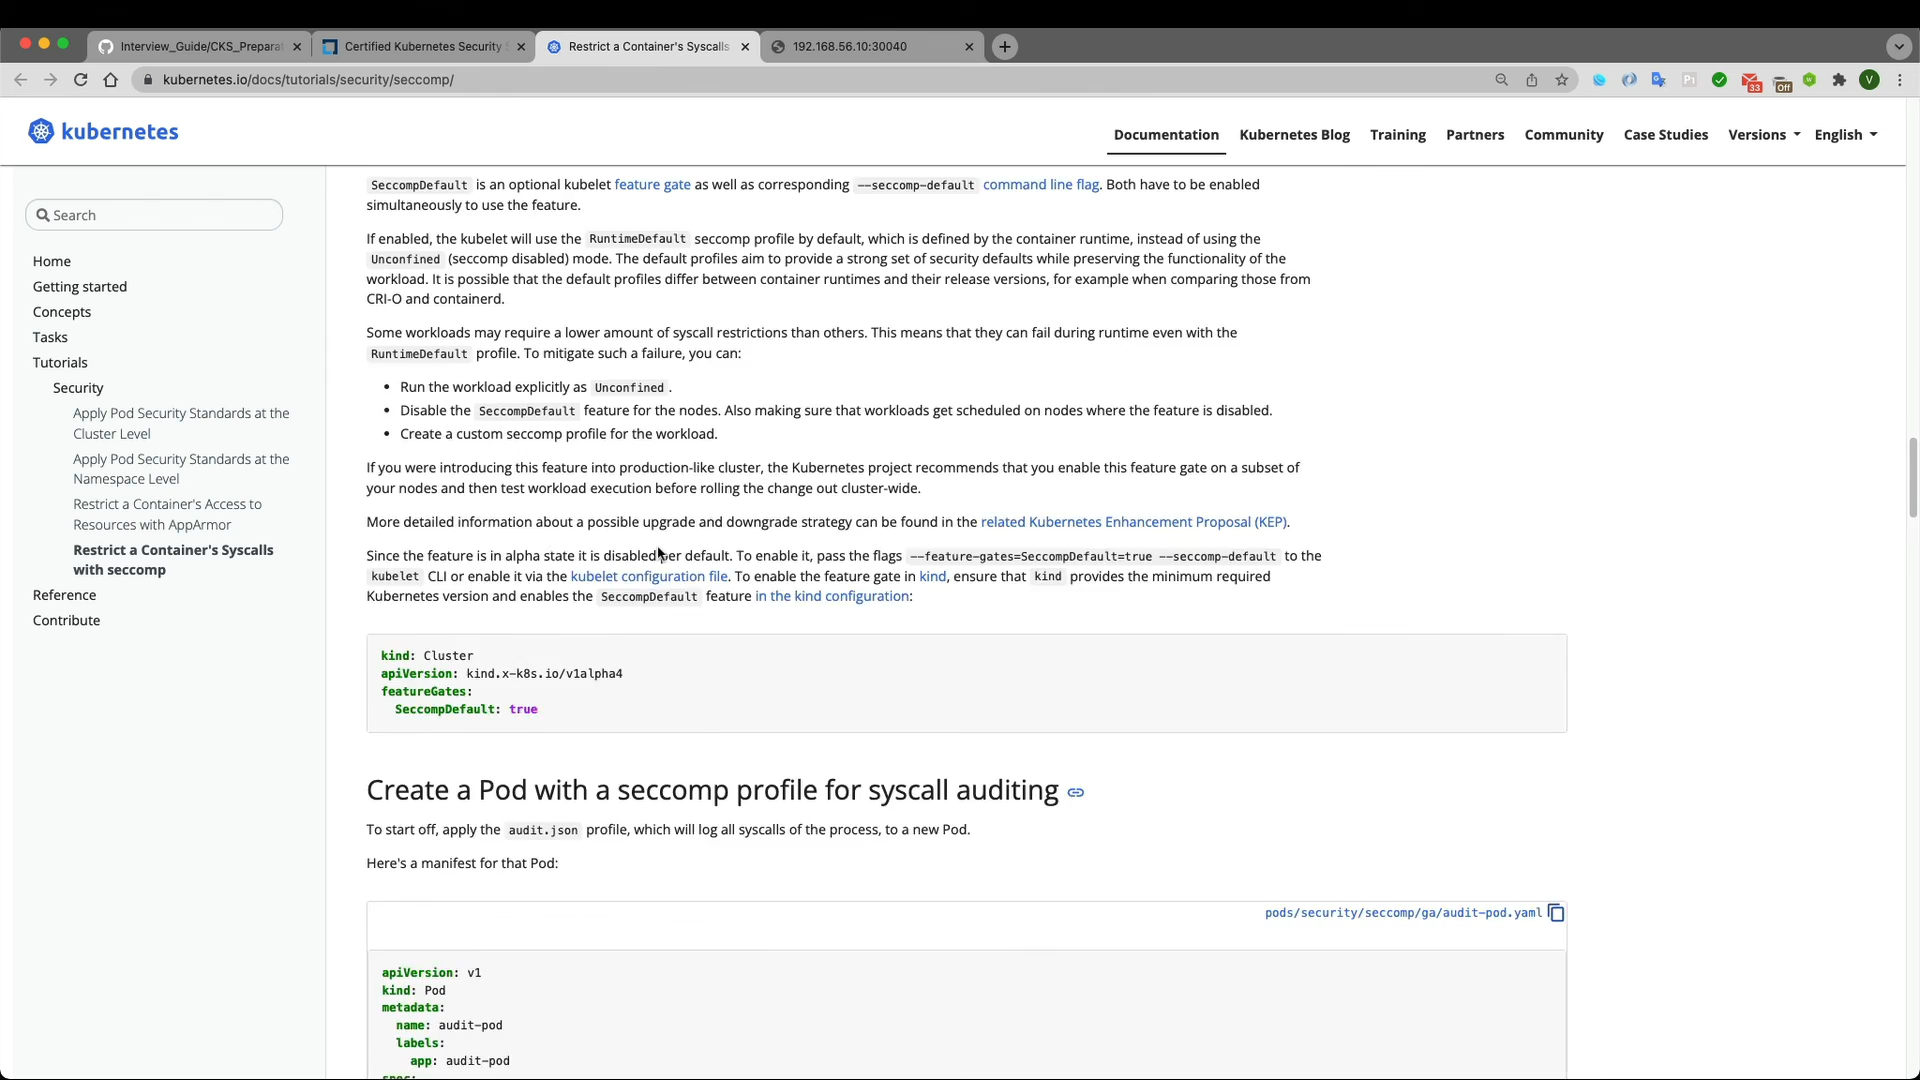 Interview_Guide/CKS_Preparat
Certified Kubernetes Security S
Restrict a Container's Syscalls
192.168.56.10:30040
kubernetes.io/docs/tutorials/security/seccomp/
33
Off
V
kubernetes
Documentation
Kubernetes Blog
Training
Partners
Community
Case Studies
Versions
English
Search
Home
Getting started
Concepts
Tasks
Tutorials
Security
Apply Pod Security Standards at the
Cluster Level
Apply Pod Security Standards at the
Namespace Level
Restrict a Container's Access to
Resources with AppArmor
Restrict a Container's Syscalls
with seccomp
Reference
Contribute
SeccompDefault is an optional kubelet feature gate as well as corresponding --seccomp-default command line flag. Both have to be enabled
simultaneously to use the feature.
If enabled, the kubelet will use the RuntimeDefault seccomp profile by default, which is defined by the container runtime, instead of using the
Unconfined (seccomp disabled) mode. The default profiles aim to provide a strong set of security defaults while preserving the functionality of the
workload. It is possible that the default profiles differ between container runtimes and their release versions, for example when comparing those from
CRI-O and containerd.
Some workloads may require a lower amount of syscall restrictions than others. This means that they can fail during runtime even with the
RuntimeDefault profile. To mitigate such a failure, you can:
• Run the workload explicitly as Unconfined.
• Disable the SeccompDefault feature for the nodes. Also making sure that workloads get scheduled on nodes where the feature is disabled.
• Create a custom seccomp profile for the workload.
If you were introducing this feature into production-like cluster, the Kubernetes project recommends that you enable this feature gate on a subset of
your nodes and then test workload execution before rolling the change out cluster-wide.
More detailed information about a possible upgrade and downgrade strategy can be found in the related Kubernetes Enhancement Proposal (KEP).
Since the feature is in alpha state it is disabled per default. To enable it, pass the flags --feature-gates=SeccompDefault=true --seccomp-default to the
kubelet CLI or enable it via the kubelet configuration file. To enable the feature gate in kind, ensure that kind provides the minimum required
Kubernetes version and enables the SeccompDefault feature in the kind configuration:
kind: Cluster
apiVersion: kind.x-k8s.io/v1alpha4
featureGates:
SeccompDefault: true
Create a Pod with a seccomp profile for syscall auditing
To start off, apply the audit.json profile, which will log all syscalls of the process, to a new Pod.
Here's a manifest for that Pod:
pods/security/seccomp/ga/audit-pod.yaml
apiVersion: v1
kind: Pod
metadata:
name: audit-pod
labels:
app: audit-pod
spec: